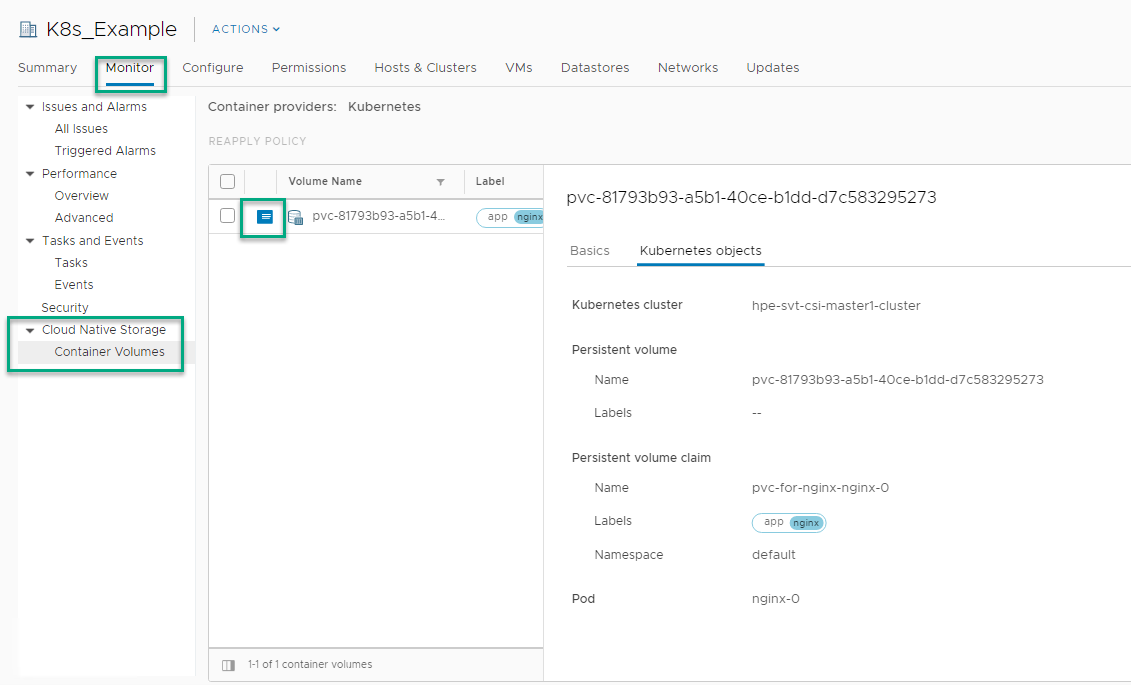 K8s_Example
ACTIONS
Summary Monitor Configure Permissions Hosts & Clusters VMs Datastores Networks Updates
Issues and Alarms
All Issues
Triggered Alarms
Performance
Overview
Advanced
Tasks and Events
Tasks
Events
Security
Cloud Native Storage
Container Volumes
Container providers: Kubernetes
REAPPLY POLICY
Volume Name Label
pvc-81793b93-a5b1-4... app nginx
1-1 of 1 container volumes
pvc-81793b93-a5b1-40ce-b1dd-d7c583295273
Basics Kubernetes objects
Kubernetes cluster hpe-svt-csi-master1-cluster
Persistent volume
Name pvc-81793b93-a5b1-40ce-b1dd-d7c583295273
Labels --
Persistent volume claim
Name pvc-for-nginx-nginx-0
Labels app nginx
Namespace default
Pod nginx-0